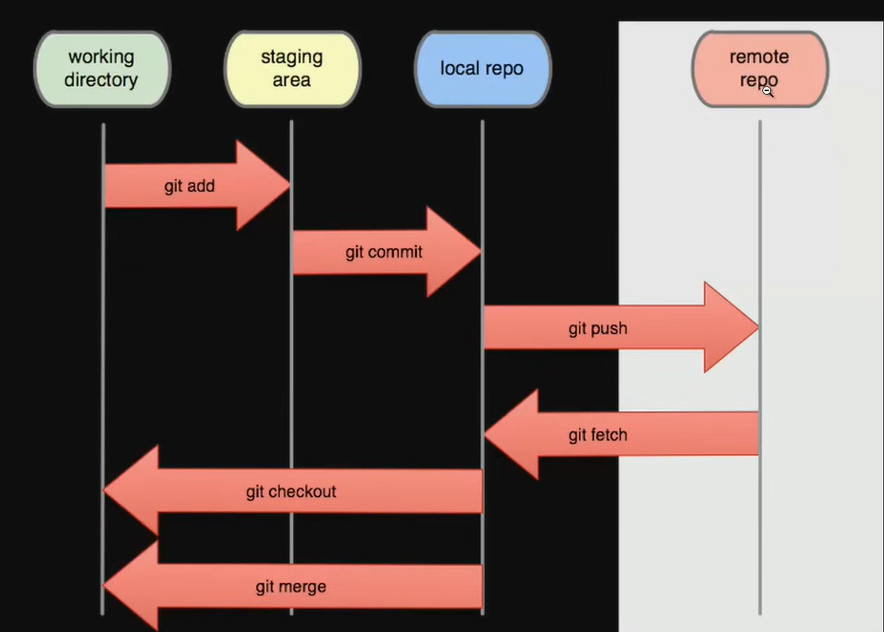 working
directory
staging
area
local repo
remote
repo
git add
git commit
git push
git fetch
git checkout
git merge